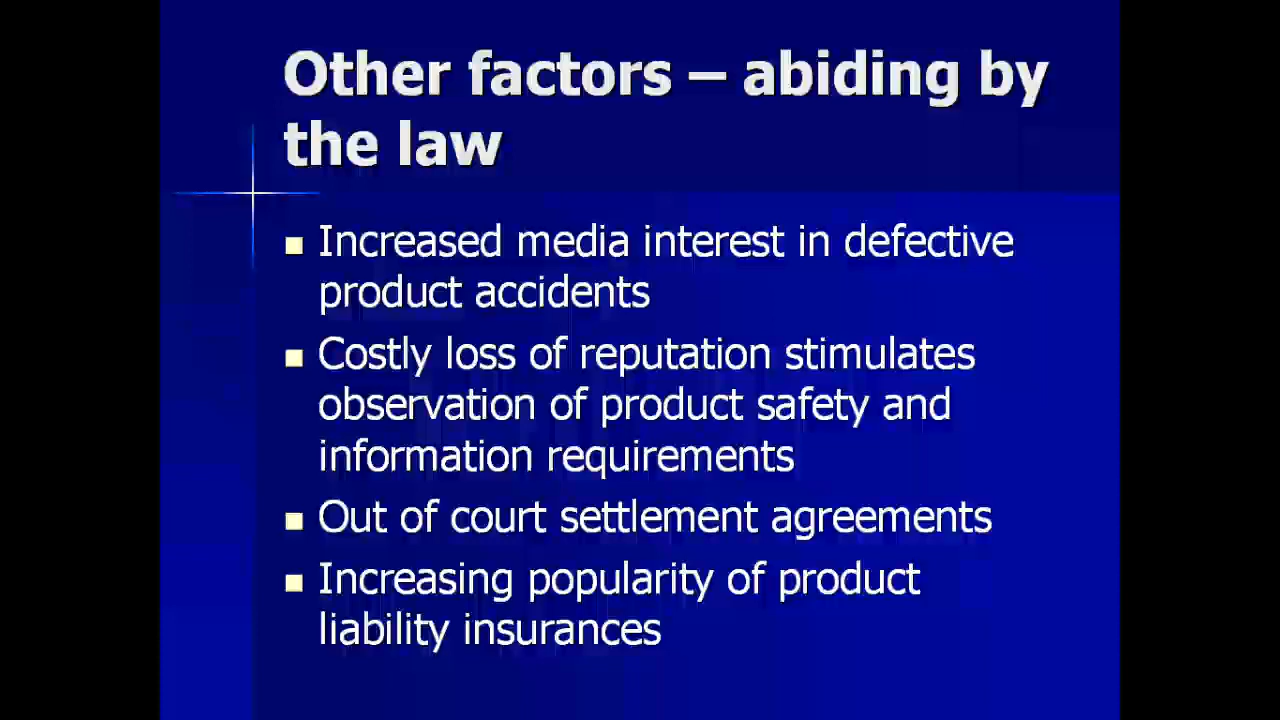 Other factors – abiding by
the law
Increased media interest in defective
product accidents
Costly loss of reputation stimulates
observation of product safety and
information requirements
Out of court settlement agreements
Increasing popularity of product
liability insurances